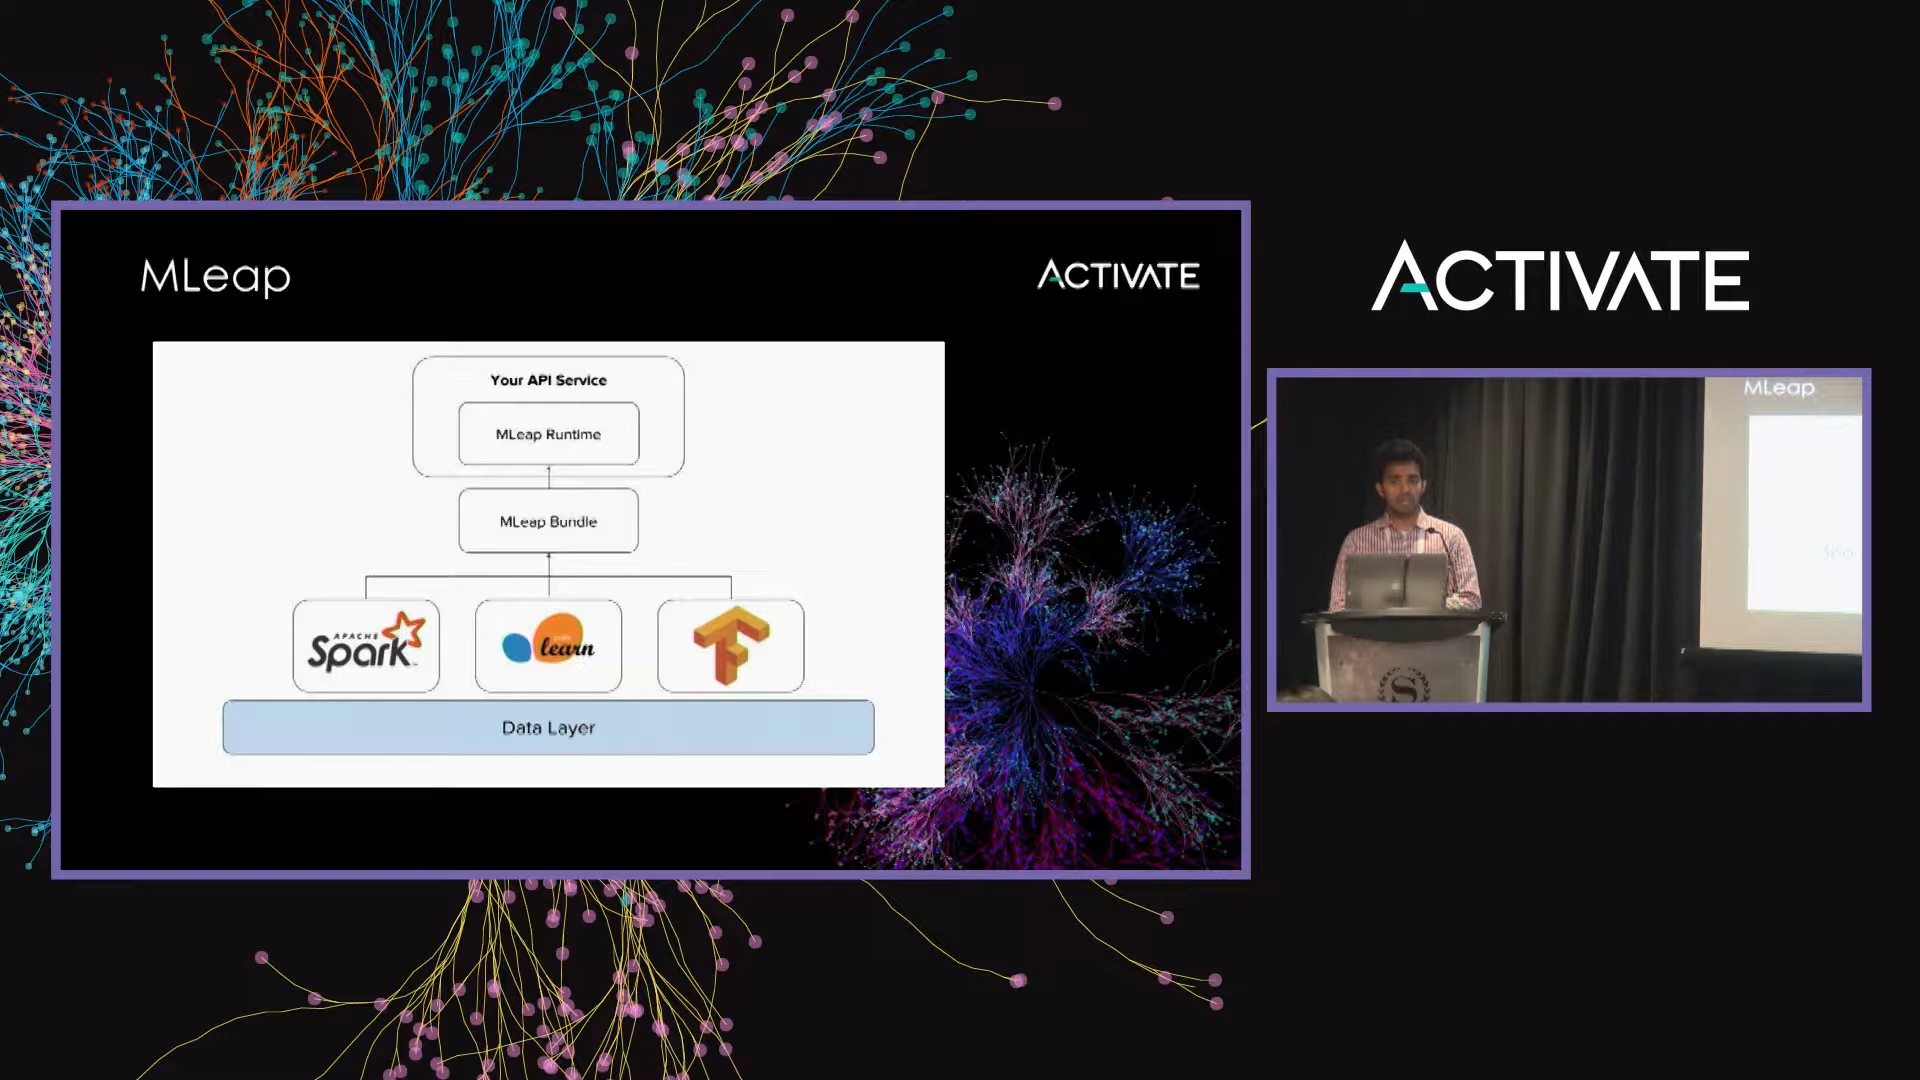 MLeap
ACTIVATE
Your API Service
MLeap Runtime
MLeap Bundle
APACHE
Spark
learn
Data Layer
ACTIVATE
MLeap
S